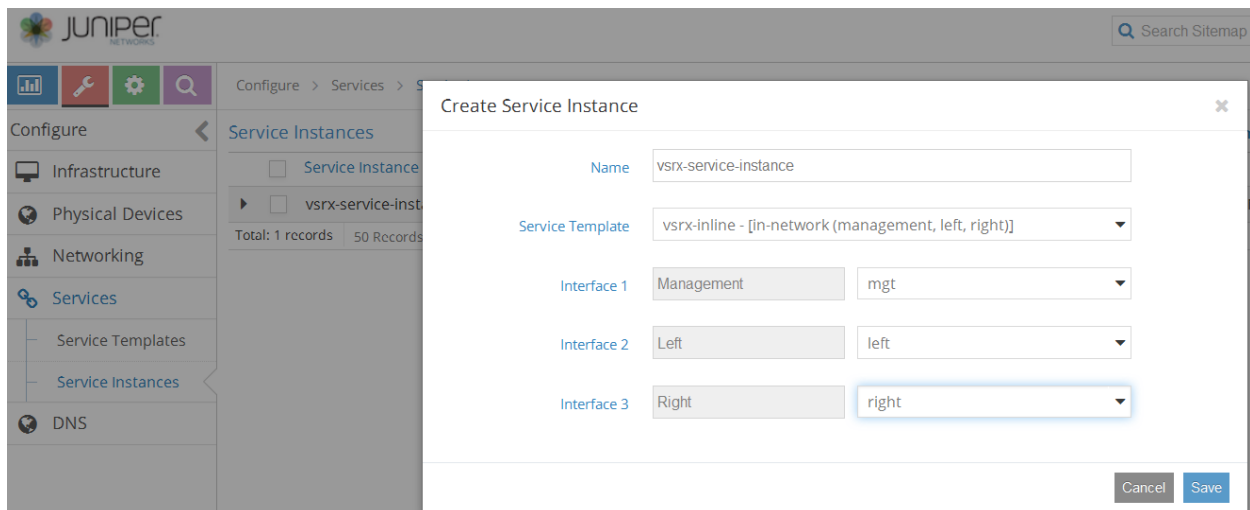 JUNIPER
NETWORKS
Search Sitemap
Configure > Services >
Create Service Instance
Configure
Service Instances
Name vsrx-service-instance
Infrastructure
Service Instance
Physical Devices
vsrx-service-inst
Service Template vsrx-inline - [in-network (management, left, right)]
Total: 1 records 50 Records
Networking
Interface 1 Management mgt
Services
Service Templates
Interface 2 Left left
Service Instances
Interface 3 Right right
DNS
Cancel Save